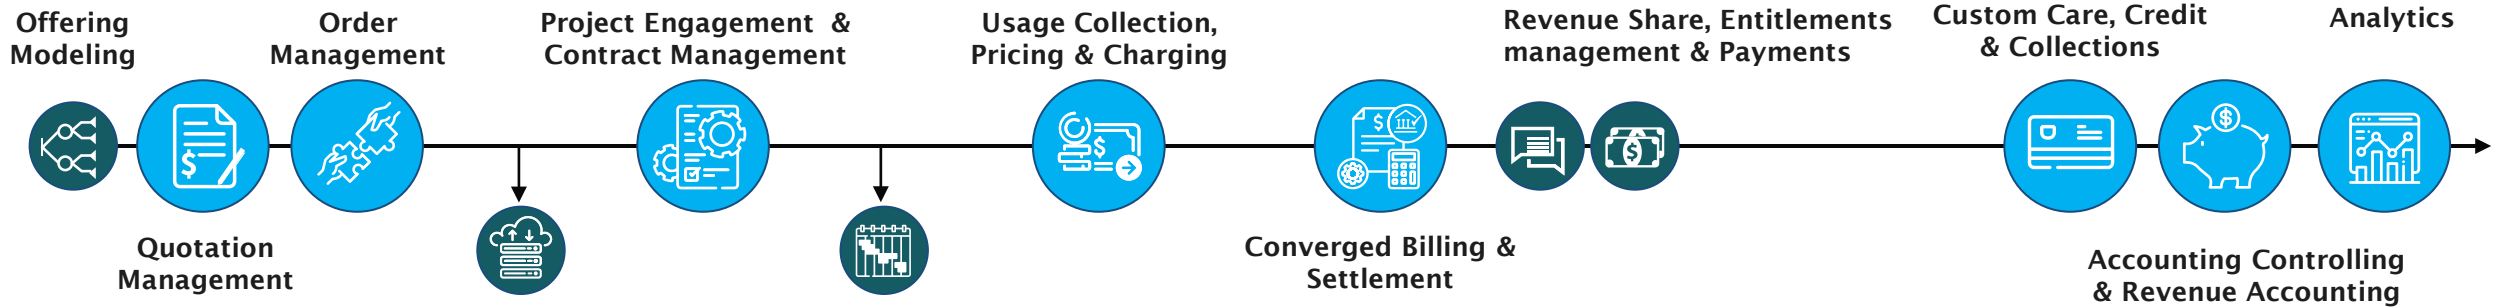 Offering
Modeling
Quotation
Management
Order
Management
Project Engagement &
Contract Management
Usage Collection,
Pricing & Charging
Converged Billing &
Settlement
Revenue Share, Entitlements
management & Payments
Custom Care, Credit
& Collections
Accounting Controlling
& Revenue Accounting
Analytics